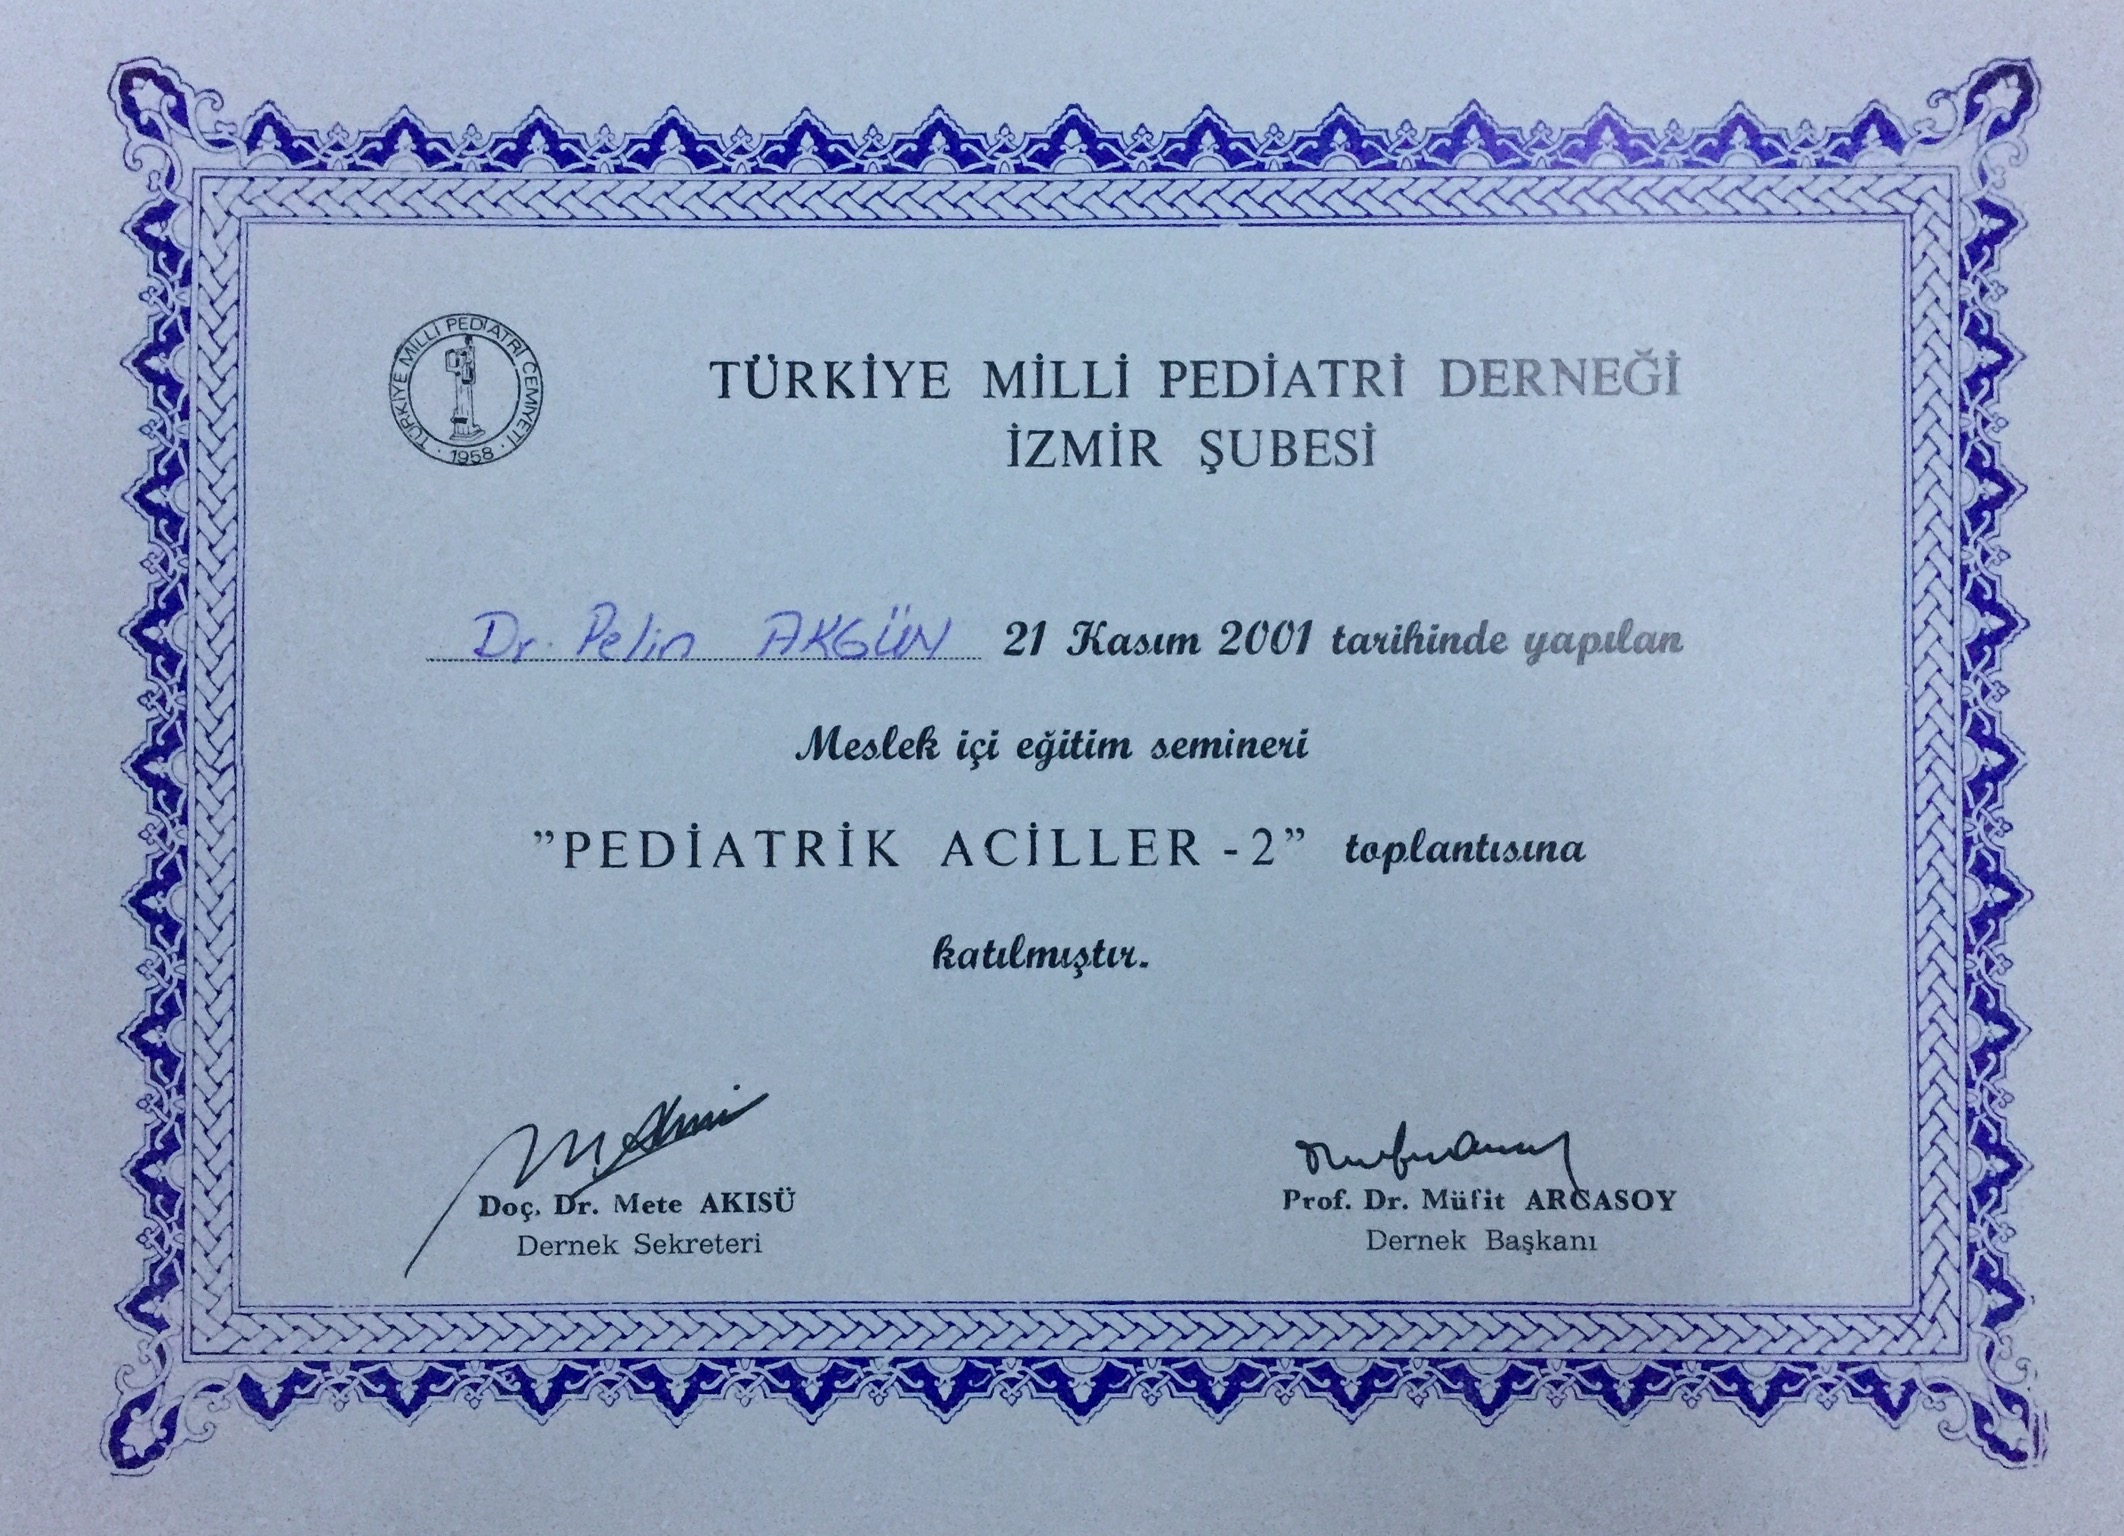 TÜRKİYE MİLLİ PEDİATRİ CEMİYETİ · 1958 ·
TÜRKİYE MİLLİ PEDİATRİ DERNEĞİ
İZMİR ŞUBESİ
Dr. Pelin AKGÜN 21 Kasım 2001 tarihinde yapılan
Meslek içi eğitim semineri
"PEDİATRİK ACİLLER -2" toplantısına
katılmıştır.
Doç. Dr. Mete AKISÜ
Dernek Sekreteri
Prof. Dr. Müfit ARCASOY
Dernek Başkanı